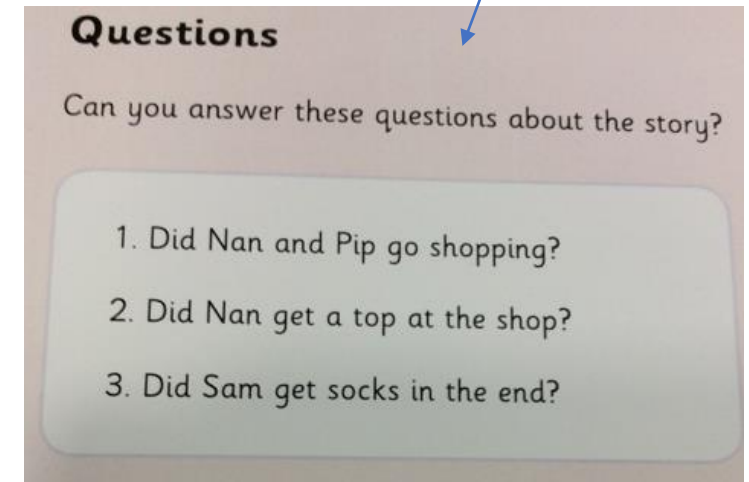 Questions
Can you answer these questions about the story?
1. Did Nan and Pip go shopping?
2. Did Nan get a top at the shop?
3. Did Sam get socks in the end?